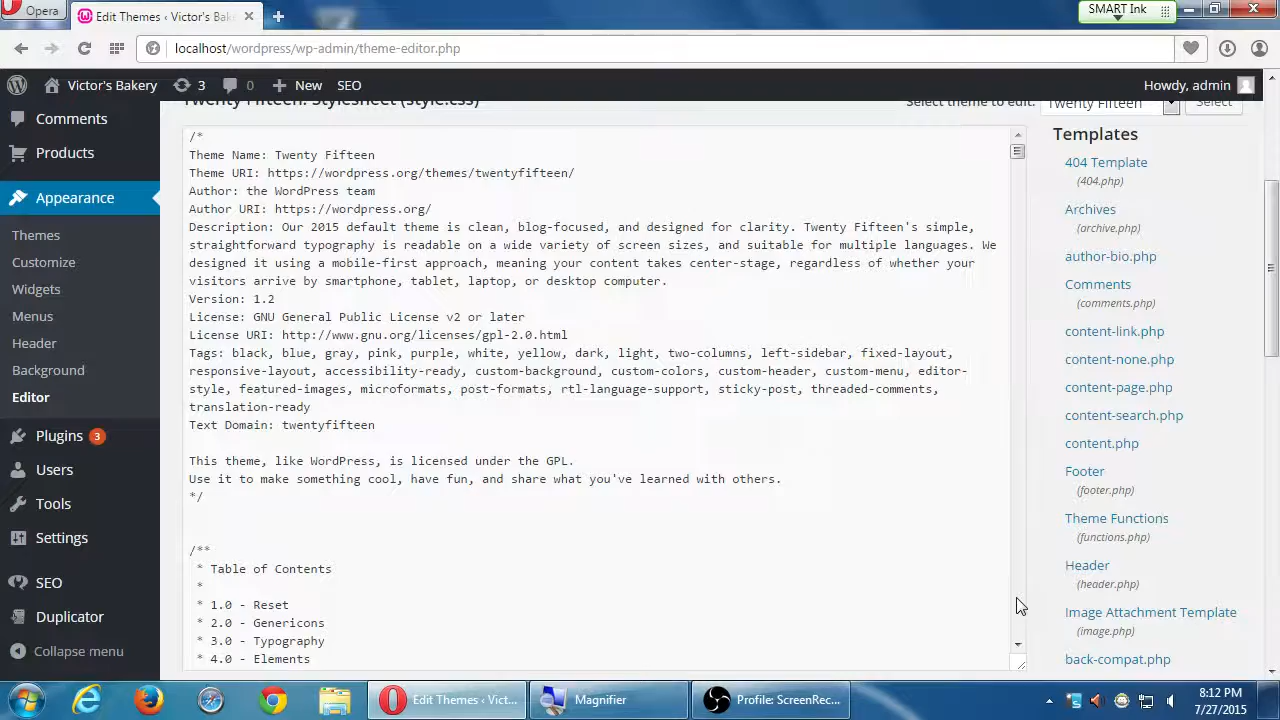 Opera
Edit Themes ‹ Victor's Bak
SMART Ink
localhost/wordpress/wp-admin/theme-editor.php
Victor's Bakery
3
0
New
SEO
Howdy, admin
Comments
Products
Appearance
Themes
Customize
Widgets
Menus
Header
Background
Editor
Plugins 3
Users
Tools
Settings
SEO
Duplicator
Collapse menu
Twenty Fifteen: Stylesheet (style.css)
Select theme to edit:
Twenty Fifteen
Select
/*
Theme Name: Twenty Fifteen
Theme URI: https://wordpress.org/themes/twentyfifteen/
Author: the WordPress team
Author URI: https://wordpress.org/
Description: Our 2015 default theme is clean, blog-focused, and designed for clarity. Twenty Fifteen's simple,
straightforward typography is readable on a wide variety of screen sizes, and suitable for multiple languages. We
designed it using a mobile-first approach, meaning your content takes center-stage, regardless of whether your
visitors arrive by smartphone, tablet, laptop, or desktop computer.
Version: 1.2
License: GNU General Public License v2 or later
License URI: http://www.gnu.org/licenses/gpl-2.0.html
Tags: black, blue, gray, pink, purple, white, yellow, dark, light, two-columns, left-sidebar, fixed-layout,
responsive-layout, accessibility-ready, custom-background, custom-colors, custom-header, custom-menu, editor-
style, featured-images, microformats, post-formats, rtl-language-support, sticky-post, threaded-comments,
translation-ready
Text Domain: twentyfifteen
This theme, like WordPress, is licensed under the GPL.
Use it to make something cool, have fun, and share what you've learned with others.
*/
/**
* Table of Contents
*
* 1.0 - Reset
* 2.0 - Genericons
* 3.0 - Typography
* 4.0 - Elements
Templates
404 Template
(404.php)
Archives
(archive.php)
author-bio.php
Comments
(comments.php)
content-link.php
content-none.php
content-page.php
content-search.php
content.php
Footer
(footer.php)
Theme Functions
(functions.php)
Header
(header.php)
Image Attachment Template
(image.php)
back-compat.php
Edit Themes ‹ Vict...
Magnifier
Profile: ScreenRec...
8:12 PM
7/27/2015